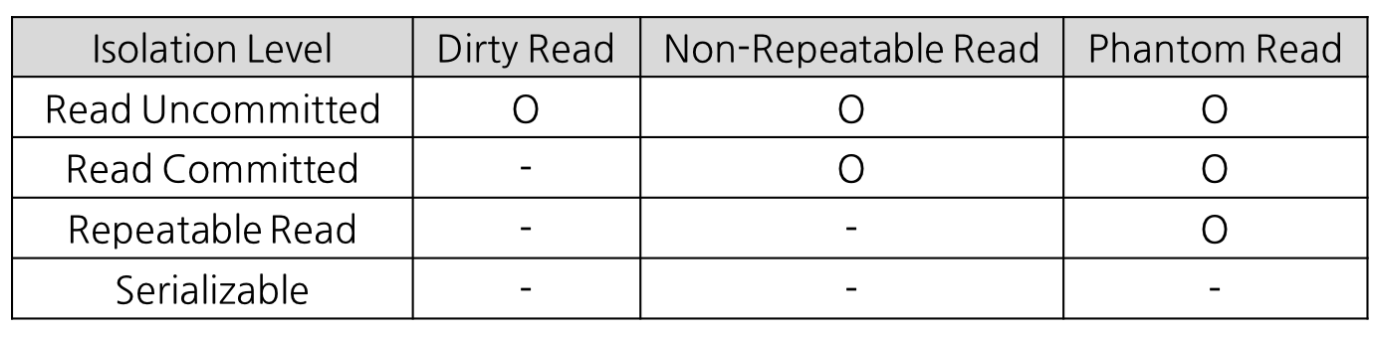 Isolation Level Dirty Read Non-Repeatable Read Phantom Read
Read Uncommitted O O O
Read Committed - O O
Repeatable Read - - O
Serializable - - -